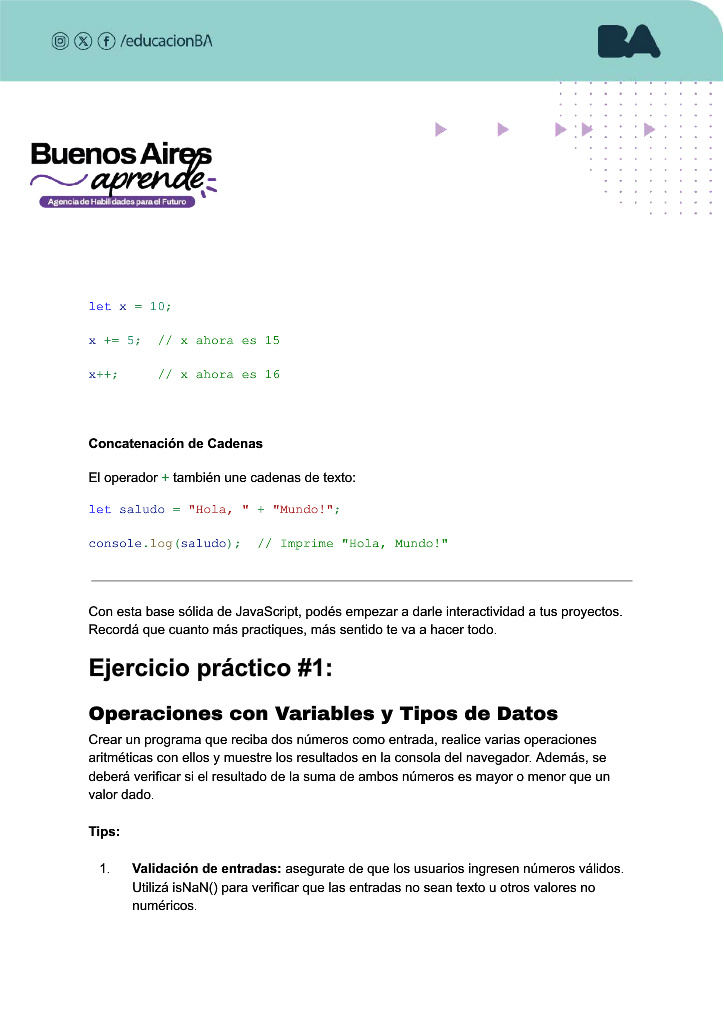 /educacionBA
BA
Buenos Aires
aprende
Agencia de Habilidades para el Futuro
let x = 10;
x += 5;  // x ahora es 15
x++;     // x ahora es 16
Concatenación de Cadenas
El operador + también une cadenas de texto:
let saludo = "Hola, " + "Mundo!";
console.log(saludo);  // Imprime "Hola, Mundo!"
Con esta base sólida de JavaScript, podés empezar a darle interactividad a tus proyectos.
Recordá que cuanto más practiques, más sentido te va a hacer todo.
Ejercicio práctico #1:
Operaciones con Variables y Tipos de Datos
Crear un programa que reciba dos números como entrada, realice varias operaciones
aritméticas con ellos y muestre los resultados en la consola del navegador. Además, se
deberá verificar si el resultado de la suma de ambos números es mayor o menor que un
valor dado.
Tips:
1. Validación de entradas: asegurate de que los usuarios ingresen números válidos.
Utilizá isNaN() para verificar que las entradas no sean texto u otros valores no
numéricos.